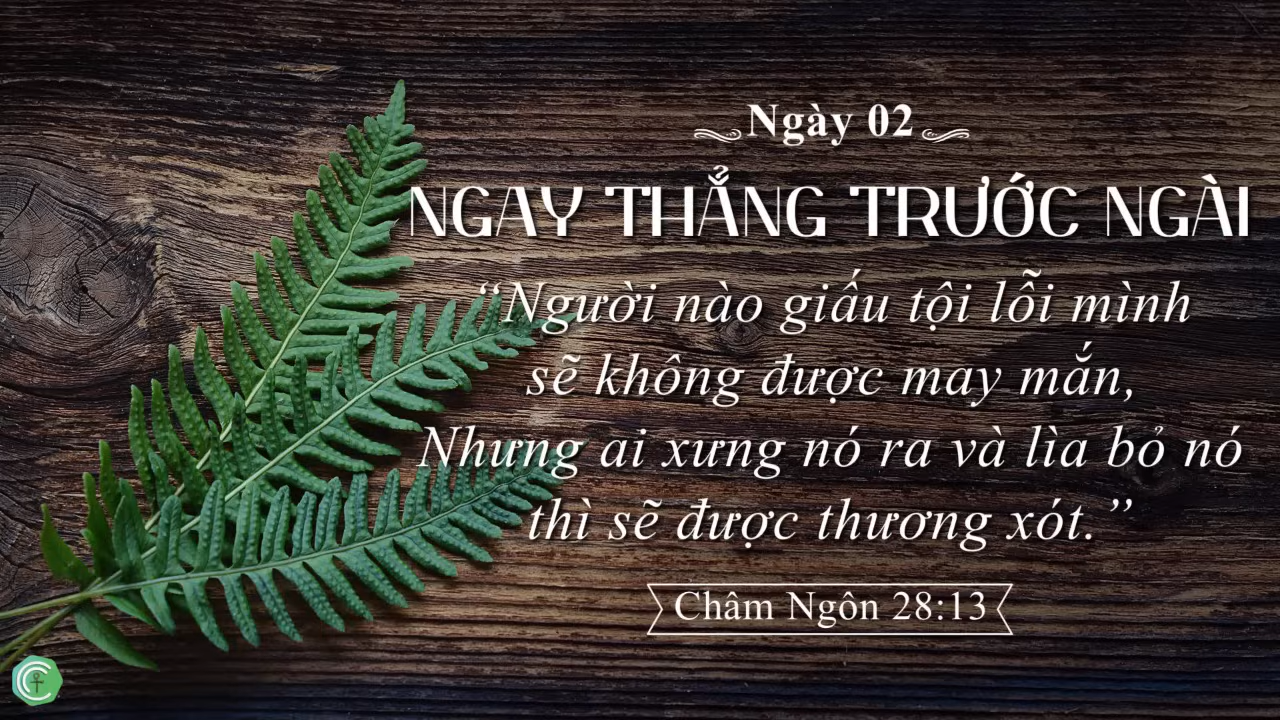 Ngày 02
NGAY THẲNG TRƯỚC NGÀI
“Người nào giấu tội lỗi mình
sẽ không được may mắn,
Nhưng ai xưng nó ra và lìa bỏ nó
thì sẽ được thương xót.”
Châm Ngôn 28:13